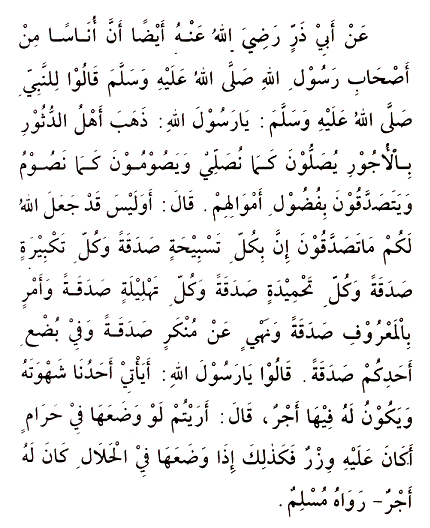 عَنْ أَبِيْ ذَرٍّ رَضِيَ اللهُ عَنْهُ أَيْضًا أَنَّ أُنَاسًا مِنْ
أَصْحَابِ رَسُوْلِ اللهِ صَلَّى اللهُ عَلَيْهِ وَسَلَّمَ قَالُوْا لِلنَّبِيِّ
صَلَّى اللهُ عَلَيْهِ وَسَلَّمَ : يَارَسُوْلَ اللهِ : ذَهَبَ أَهْلُ الدُّثُوْرِ
بِالْأُجُوْرِ يُصَلُّوْنَ كَمَا نُصَلِّيْ وَيَصُوْمُوْنَ كَمَا نَصُوْمُ
وَيَتَصَدَّقُوْنَ بِفُضُوْلِ أَمْوَالِهِمْ . قَالَ : أَوَلَيْسَ قَدْ جَعَلَ اللهُ
لَكُمْ مَاتَصَدَّقُوْنَ إِنَّ بِكُلِّ تَسْبِيْحَةٍ صَدَقَةً وَكُلِّ تَكْبِيْرَةٍ
صَدَقَةً وَكُلِّ تَحْمِيْدَةٍ صَدَقَةً وَكُلِّ تَهْلِيْلَةٍ صَدَقَةً وَأَمْرٍ
بِالْمَعْرُوْفِ صَدَقَةً وَنَهْيٍ عَنْ مُنْكَرٍ صَدَقَةً وَفِيْ بُضْعِ
أَحَدِكُمْ صَدَقَةً . قَالُوْا يَارَسُوْلَ اللهِ : أَيَأْتِيْ أَحَدُنَا شَهْوَتَهُ
وَيَكُوْنُ لَهُ فِيْهَا أَجْرٌ ، قَالَ : أَرَيْتُمْ لَوْ وَضَعَهَا فِيْ حَرَامٍ
أَكَانَ عَلَيْهِ وِزْرٌ فَكَذٰلِكَ إِذَا وَضَعَهَا فِيْ الْحَلَالِ كَانَ لَهُ
أَجْرٌ - رَوَاهُ مُسْلِمٌ .